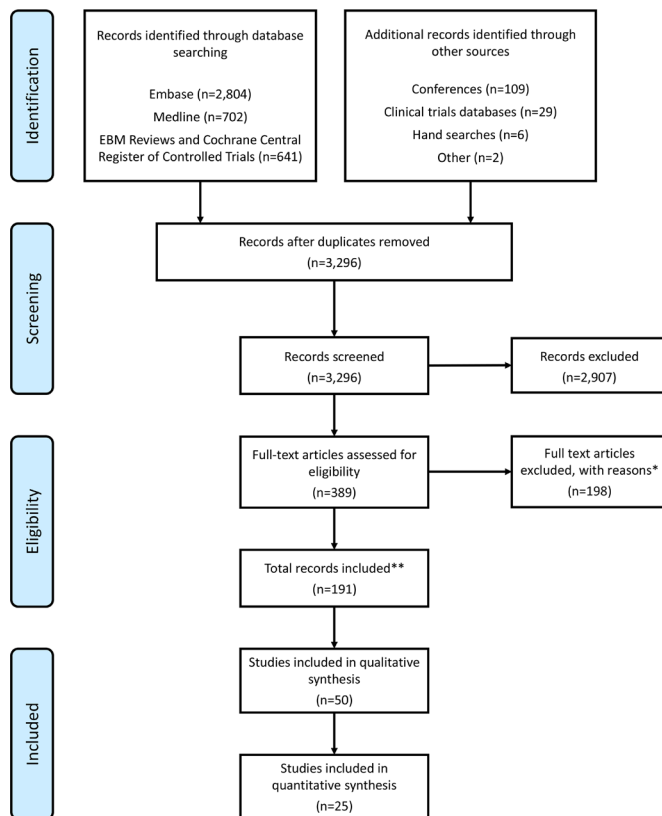 Identification
Records identified through database
searching
Embase (n=2,804)
Medline (n=702)
EBM Reviews and Cochrane Central
Register of Controlled Trials (n=641)
Additional records identified through
other sources
Conferences (n=109)
Clinical trials databases (n=29)
Hand searches (n=6)
Other (n=2)
Screening
Records after duplicates removed
(n=3,296)
Records screened
(n=3,296)
Records excluded
(n=2,907)
Eligibility
Full-text articles assessed for
eligibility
(n=389)
Full text articles
excluded, with reasons*
(n=198)
Total records included**
(n=191)
Included
Studies included in qualitative
synthesis
(n=50)
Studies included in
quantitative synthesis
(n=25)